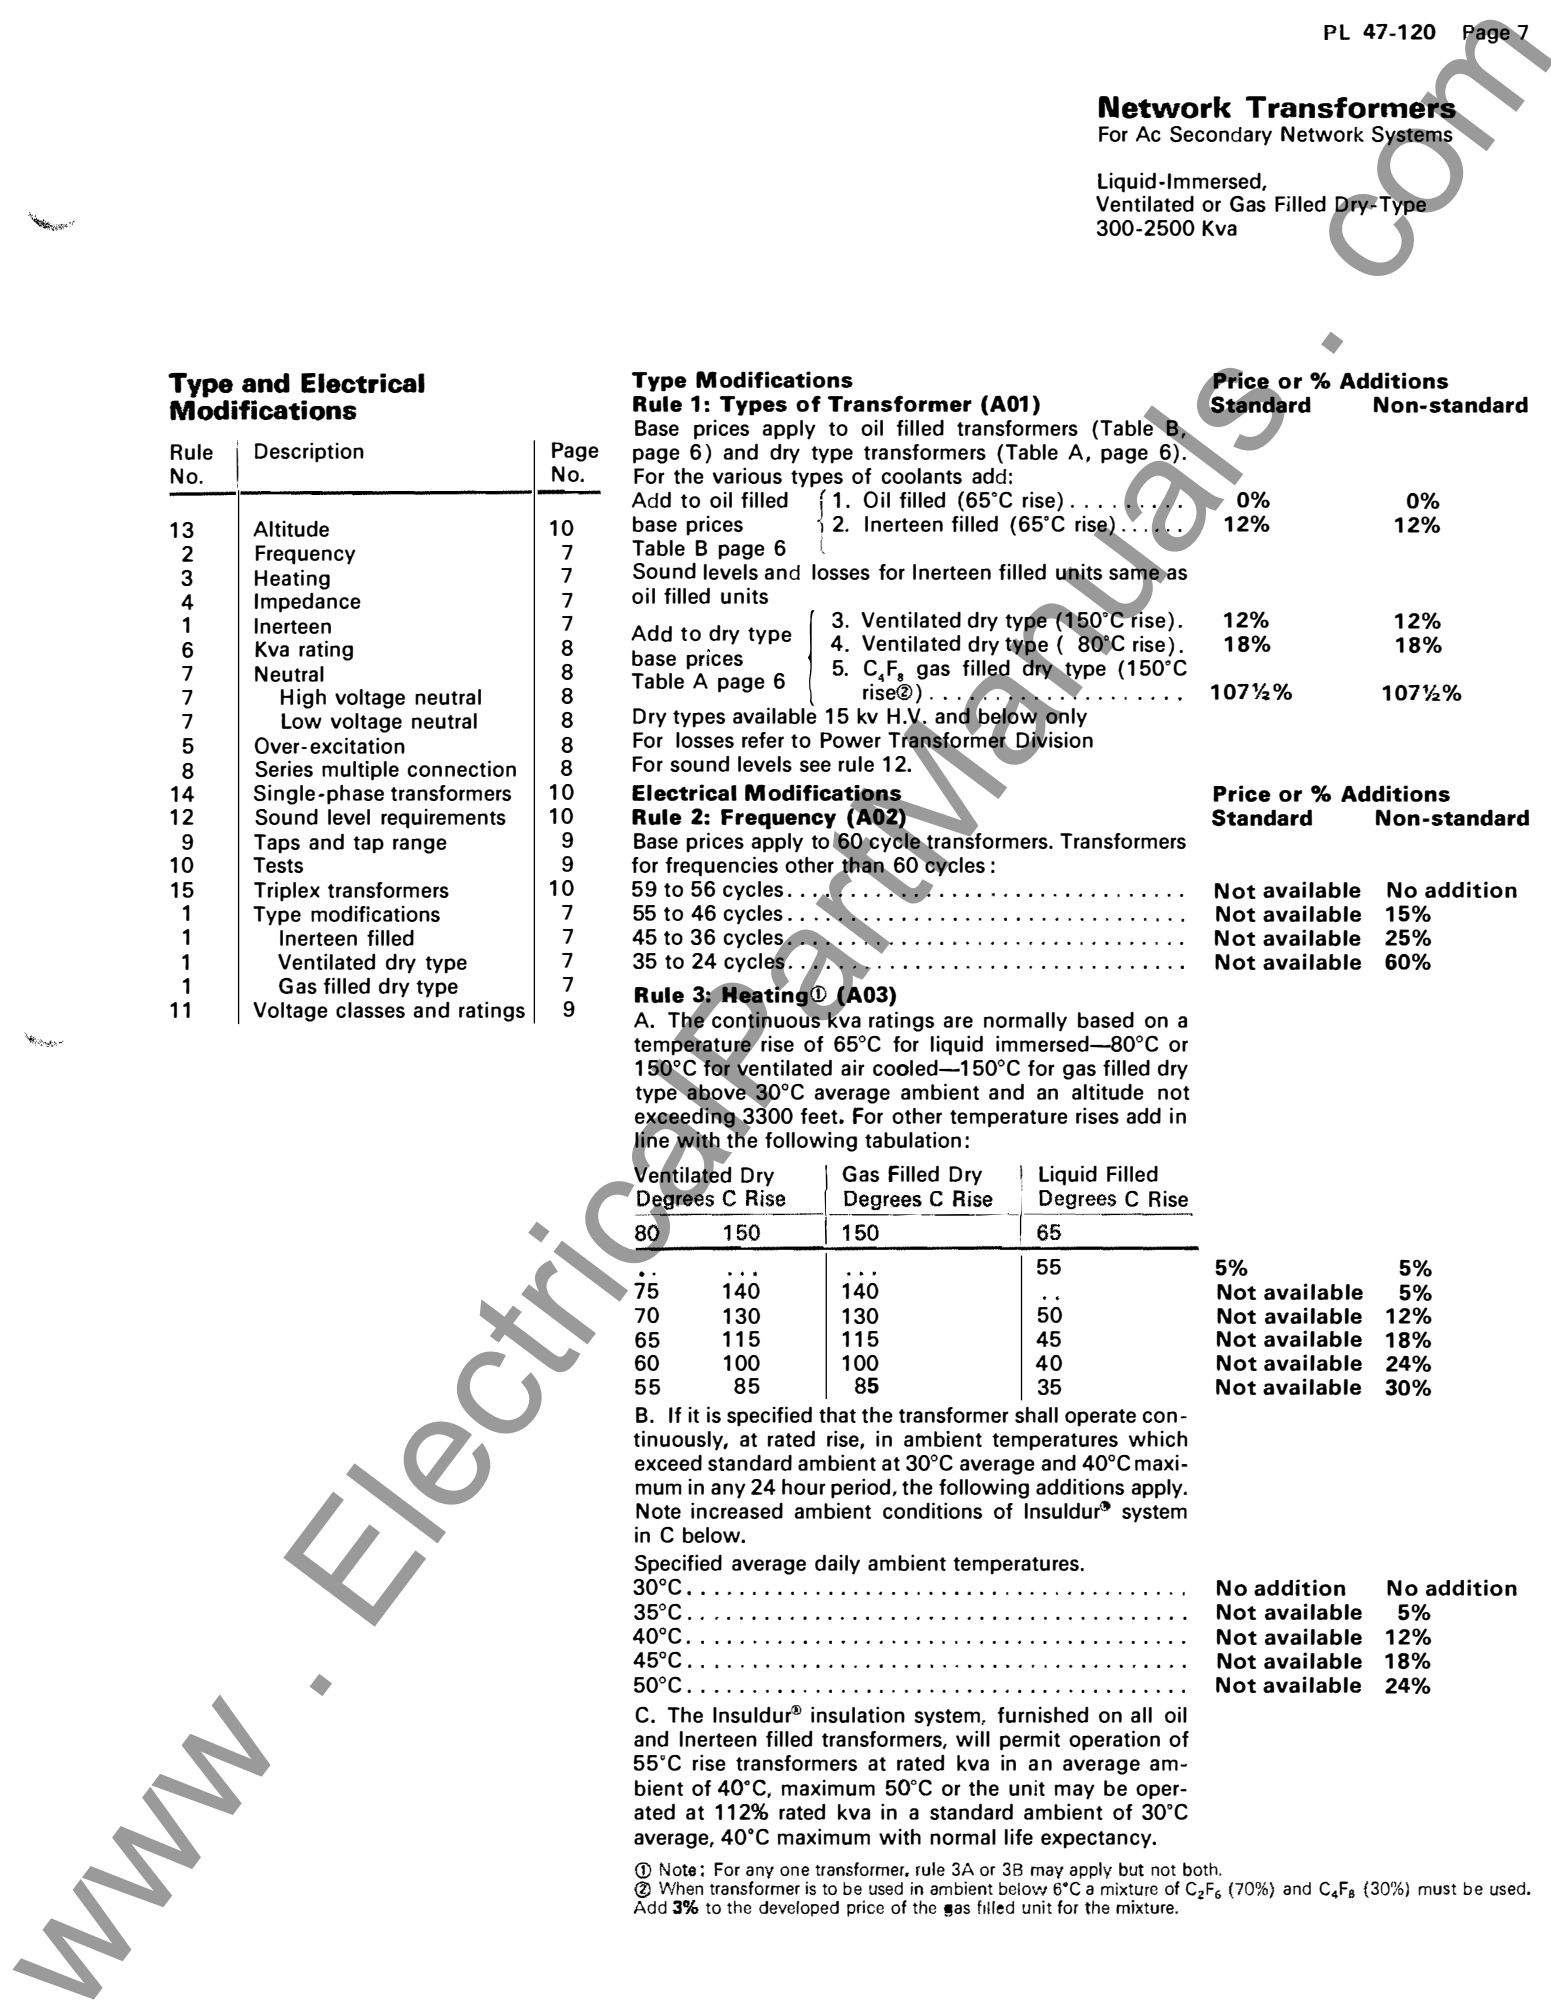 PL 47-120 Page 7
Network Transformers
For Ac Secondary Network Systems
Liquid-Immersed,
Ventilated or Gas Filled Dry-Type
300-2500 Kva
Type and Electrical
Modifications
Rule No. Description Page No.
13 Altitude 10
2 Frequency 7
3 Heating 7
4 Impedance 7
1 Inerteen 7
6 Kva rating 8
7 Neutral 8
7 High voltage neutral 8
7 Low voltage neutral 8
5 Over-excitation 8
8 Series multiple connection 8
14 Single-phase transformers 10
12 Sound level requirements 10
9 Taps and tap range 9
10 Tests 9
15 Triplex transformers 10
1 Type modifications 7
1 Inerteen filled 7
1 Ventilated dry type 7
1 Gas filled dry type 7
11 Voltage classes and ratings 9
Type Modifications Price or % Additions
Rule 1: Types of Transformer (A01) Standard Non-standard
Base prices apply to oil filled transformers (Table B,
page 6) and dry type transformers (Table A, page 6).
For the various types of coolants add:
Add to oil filled 1. Oil filled (65°C rise) . . . . . . . . . 0% 0%
base prices 2. Inerteen filled (65°C rise) . . . . . . 12% 12%
Table B page 6
Sound levels and losses for Inerteen filled units same as
oil filled units
3. Ventilated dry type (150°C rise). 12% 12%
Add to dry type 4. Ventilated dry type ( 80°C rise). 18% 18%
base prices 5. C₄F₈ gas filled dry type (150°C
Table A page 6 rise②) . . . . . . . . . . . . . . . . . . . . 107½% 107½%
Dry types available 15 kv H.V. and below only
For losses refer to Power Transformer Division
For sound levels see rule 12.
Electrical Modifications Price or % Additions
Rule 2: Frequency (A02) Standard Non-standard
Base prices apply to 60 cycle transformers. Transformers
for frequencies other than 60 cycles :
59 to 56 cycles. . . . . . . . . . . . . . . . . . . . Not available No addition
55 to 46 cycles. . . . . . . . . . . . . . . . . . . . Not available 15%
45 to 36 cycles. . . . . . . . . . . . . . . . . . . . Not available 25%
35 to 24 cycles. . . . . . . . . . . . . . . . . . . . Not available 60%
Rule 3: Heating① (A03)
A. The continuous kva ratings are normally based on a
temperature rise of 65°C for liquid immersed—80°C or
150°C for ventilated air cooled—150°C for gas filled dry
type above 30°C average ambient and an altitude not
exceeding 3300 feet. For other temperature rises add in
line with the following tabulation:
Ventilated Dry Gas Filled Dry Liquid Filled
Degrees C Rise Degrees C Rise Degrees C Rise
80 150 150 65
. . . . . . . . 55 5% 5%
75 140 140 . . Not available 5%
70 130 130 50 Not available 12%
65 115 115 45 Not available 18%
60 100 100 40 Not available 24%
55 85 85 35 Not available 30%
B. If it is specified that the transformer shall operate con-
tinuously, at rated rise, in ambient temperatures which
exceed standard ambient at 30°C average and 40°C maxi-
mum in any 24 hour period, the following additions apply.
Note increased ambient conditions of Insuldur® system
in C below.
Specified average daily ambient temperatures.
30°C. . . . . . . . . . . . . . . . . . . . No addition No addition
35°C. . . . . . . . . . . . . . . . . . . . Not available 5%
40°C. . . . . . . . . . . . . . . . . . . . Not available 12%
45°C. . . . . . . . . . . . . . . . . . . . Not available 18%
50°C. . . . . . . . . . . . . . . . . . . . Not available 24%
C. The Insuldur® insulation system, furnished on all oil
and Inerteen filled transformers, will permit operation of
55°C rise transformers at rated kva in an average am-
bient of 40°C, maximum 50°C or the unit may be oper-
ated at 112% rated kva in a standard ambient of 30°C
average, 40°C maximum with normal life expectancy.
① Note: For any one transformer, rule 3A or 3B may apply but not both.
② When transformer is to be used in ambient below 6°C a mixture of C₂F₆ (70%) and C₄F₈ (30%) must be used.
Add 3% to the developed price of the gas filled unit for the mixture.
www . ElectricalPartManuals . com